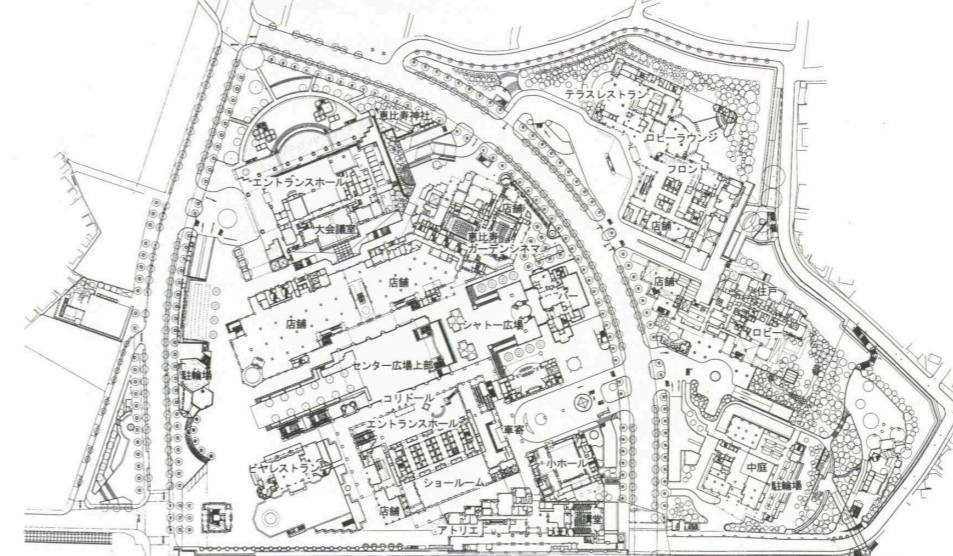 テラスレストラン
恵比寿神社
ロビーラウンジ
フロント
エントランスホール
店舗
店舗
大会議室
恵比寿
ガーデンシネマ
店舗
店舗
住戸
バー
店舗
シャトー広場
ロビー
センター広場上部
駐輪場
コリドール
エントランスホール
車寄
ビヤレストラン
小ホール
中庭
ショールーム
駐輪場
店舗
アトリエ